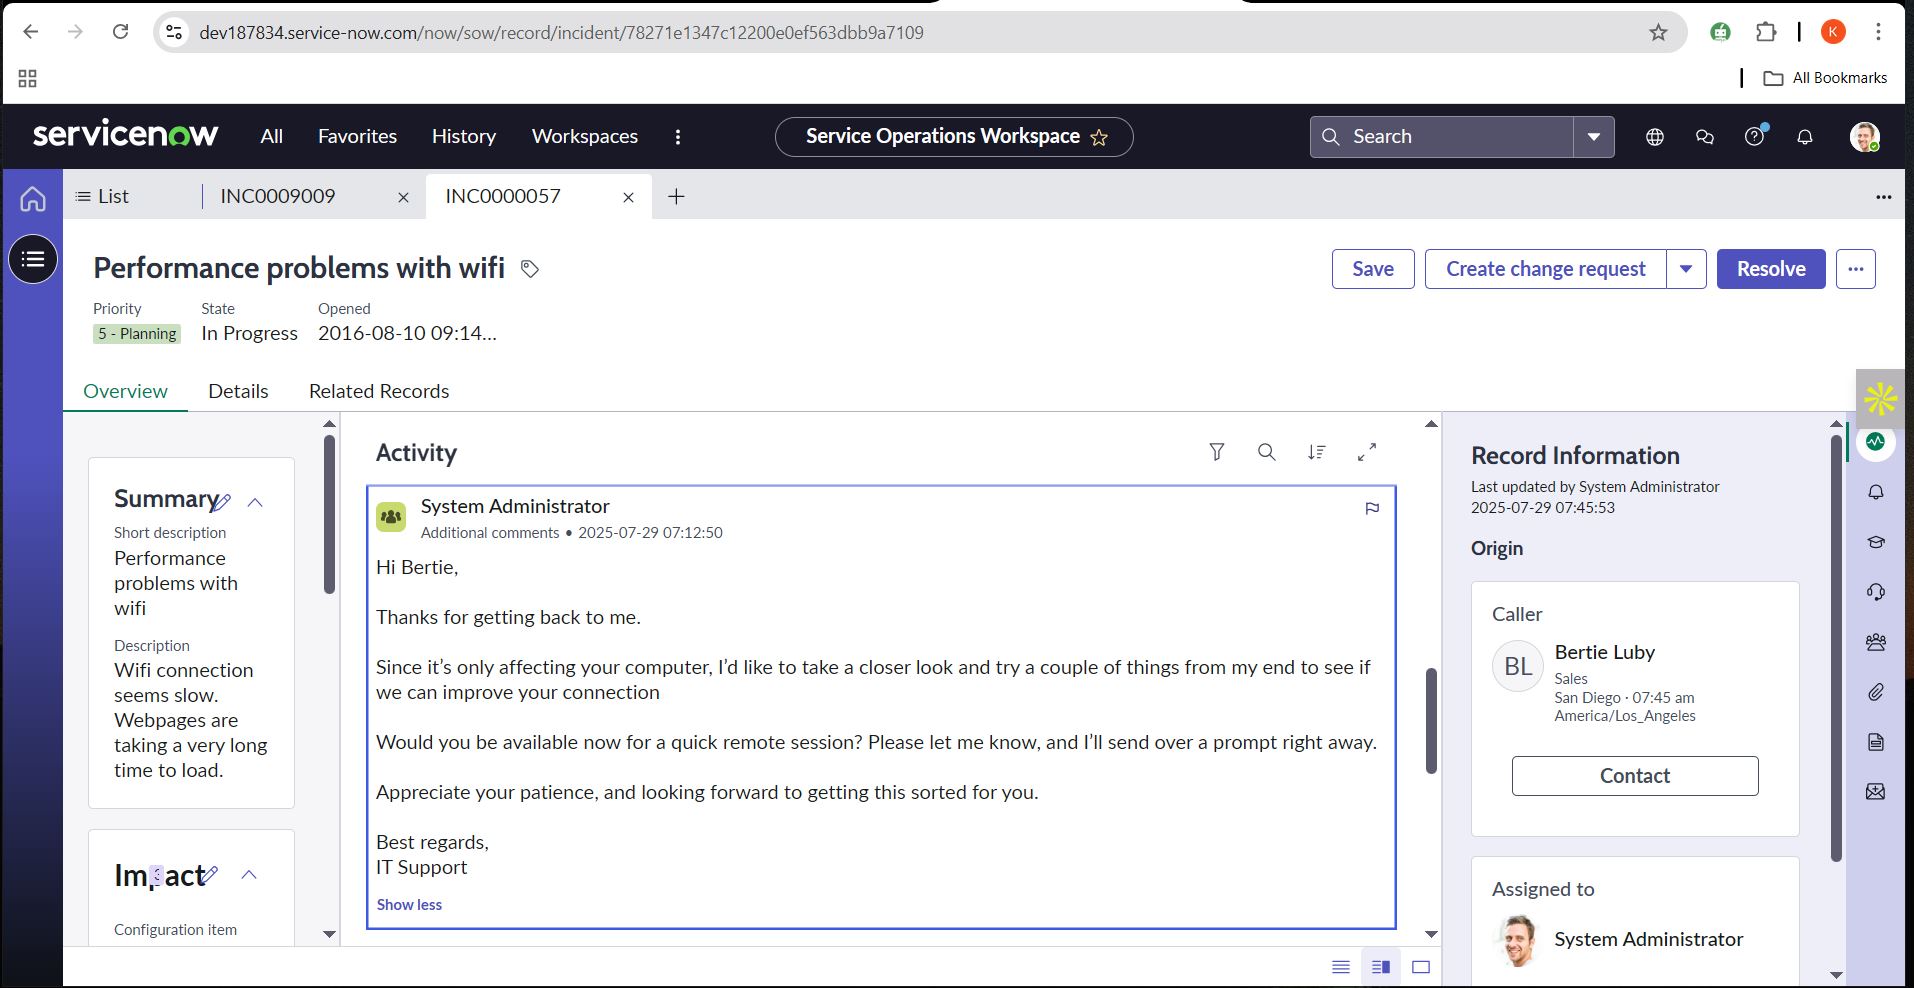 dev187834.service-now.com/now/sow/record/incident/78271e1347c12200e0ef563dbb9a7109
K
All Bookmarks
servicenow
All
Favorites
History
Workspaces
Service Operations Workspace
Search
List
INC0009009
INC0000057
Performance problems with wifi
Save
Create change request
Resolve
Priority
State
Opened
5 - Planning
In Progress
2016-08-10 09:14...
Overview
Details
Related Records
Summary
Short description
Performance
problems with
wifi
Description
Wifi connection
seems slow.
Webpages are
taking a very long
time to load.
Impact
Configuration item
Activity
System Administrator
Additional comments • 2025-07-29 07:12:50
Hi Bertie,
Thanks for getting back to me.
Since it’s only affecting your computer, I’d like to take a closer look and try a couple of things from my end to see if
we can improve your connection
Would you be available now for a quick remote session? Please let me know, and I’ll send over a prompt right away.
Appreciate your patience, and looking forward to getting this sorted for you.
Best regards,
IT Support
Show less
Record Information
Last updated by System Administrator
2025-07-29 07:45:53
Origin
Caller
BL
Bertie Luby
Sales
San Diego · 07:45 am
America/Los_Angeles
Contact
Assigned to
System Administrator